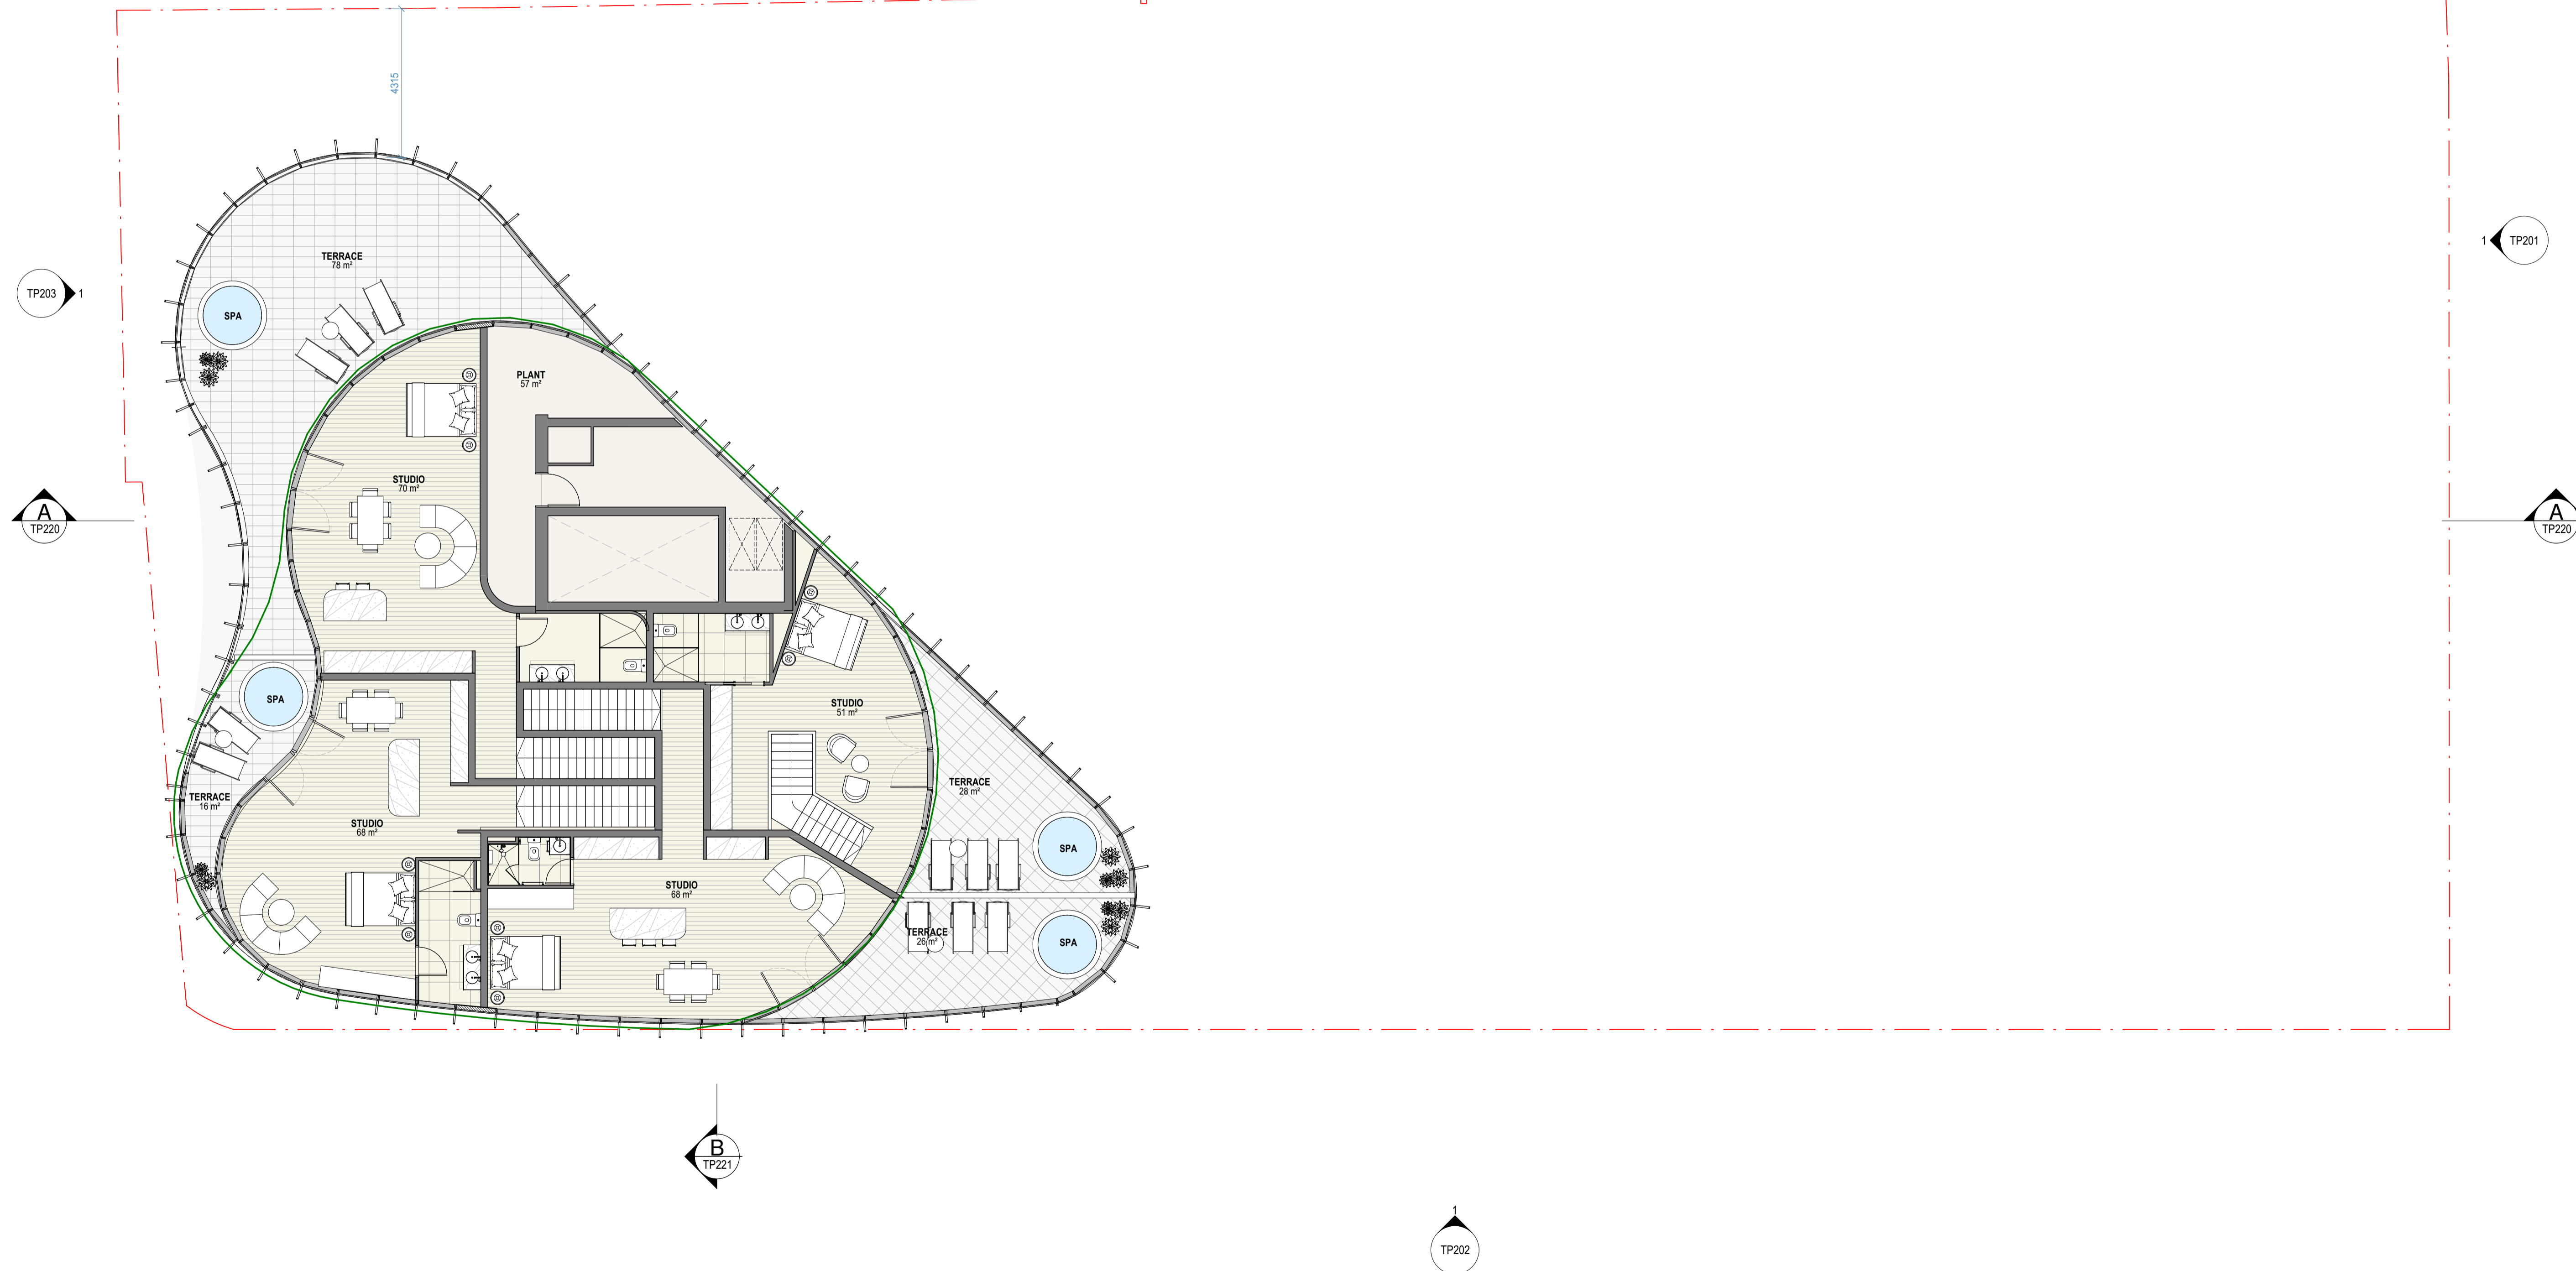 4315
TP201
1
TERRACE
78 m²
TP203
1
SPA
PLANT
57 m²
STUDIO
70 m²
A
TP220
A
TP220
SPA
STUDIO
51 m²
TERRACE
28 m²
TERRACE
16 m²
STUDIO
68 m²
SPA
STUDIO
68 m²
TERRACE
26 m²
SPA
B
TP221
1
TP202